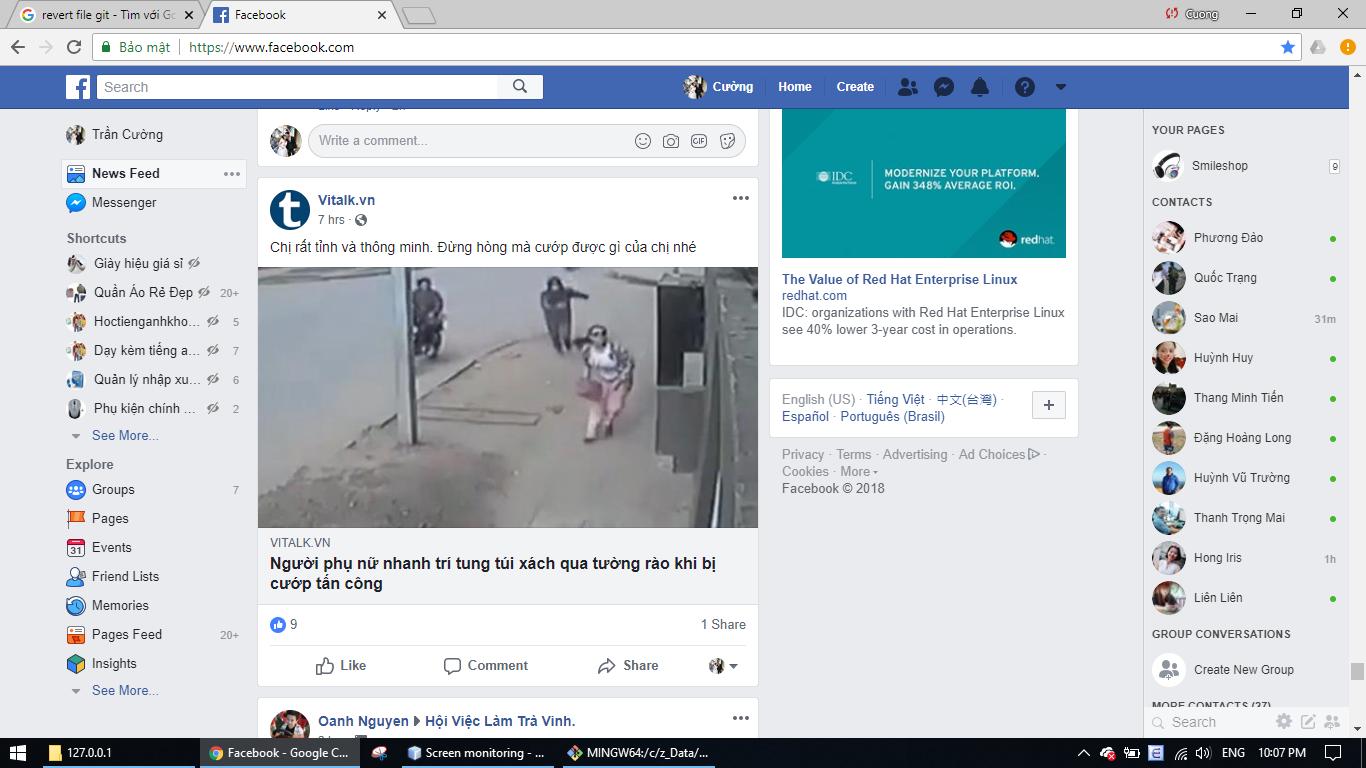 revert file git - Tìm với Go
Facebook
Cuong
Bảo mật
https://www.facebook.com
Search
Cường
Home
Create
Trần Cường
News Feed
Messenger
Shortcuts
Giày hiệu giá sỉ
Quần Áo Rẻ Đẹp 20+
Hoctienganhkho... 5
Dạy kèm tiếng a... 7
Quản lý nhập xu... 6
Phụ kiện chính ... 2
See More...
Explore
Groups 7
Pages
31
Events
Friend Lists
Memories
Pages Feed 20+
Insights
See More...
Write a comment...
GIF
Vitalk.vn
7 hrs ·
Chị rất tỉnh và thông minh. Đừng hòng mà cướp được gì của chị nhé
VITALK.VN
Người phụ nữ nhanh trí tung túi xách qua tường rào khi bị
cướp tấn công
9
1 Share
Like
Comment
Share
Oanh Nguyen
Hội Việc Làm Trà Vinh.
IDC
MODERNIZE YOUR PLATFORM.
GAIN 348% AVERAGE ROI.
redhat.
The Value of Red Hat Enterprise Linux
redhat.com
IDC: organizations with Red Hat Enterprise Linux
see 40% lower 3-year cost in operations.
English (US) · Tiếng Việt · 中文(台灣) ·
Español · Português (Brasil)
Privacy · Terms · Advertising · Ad Choices ·
Cookies · More
Facebook © 2018
YOUR PAGES
Smileshop 9
CONTACTS
Phương Đào
Quốc Trạng
Sao Mai 31m
Huỳnh Huy
Thang Minh Tiến
Đặng Hoàng Long
Huỳnh Vũ Trường
Thanh Trọng Mai
Hong Iris 1h
Liên Liên
GROUP CONVERSATIONS
Create New Group
MORE CONTACTS (27)
Search
127.0.0.1
Facebook - Google C...
Screen monitoring - ...
MINGW64:/c/z_Data/...
ENG
10:07 PM